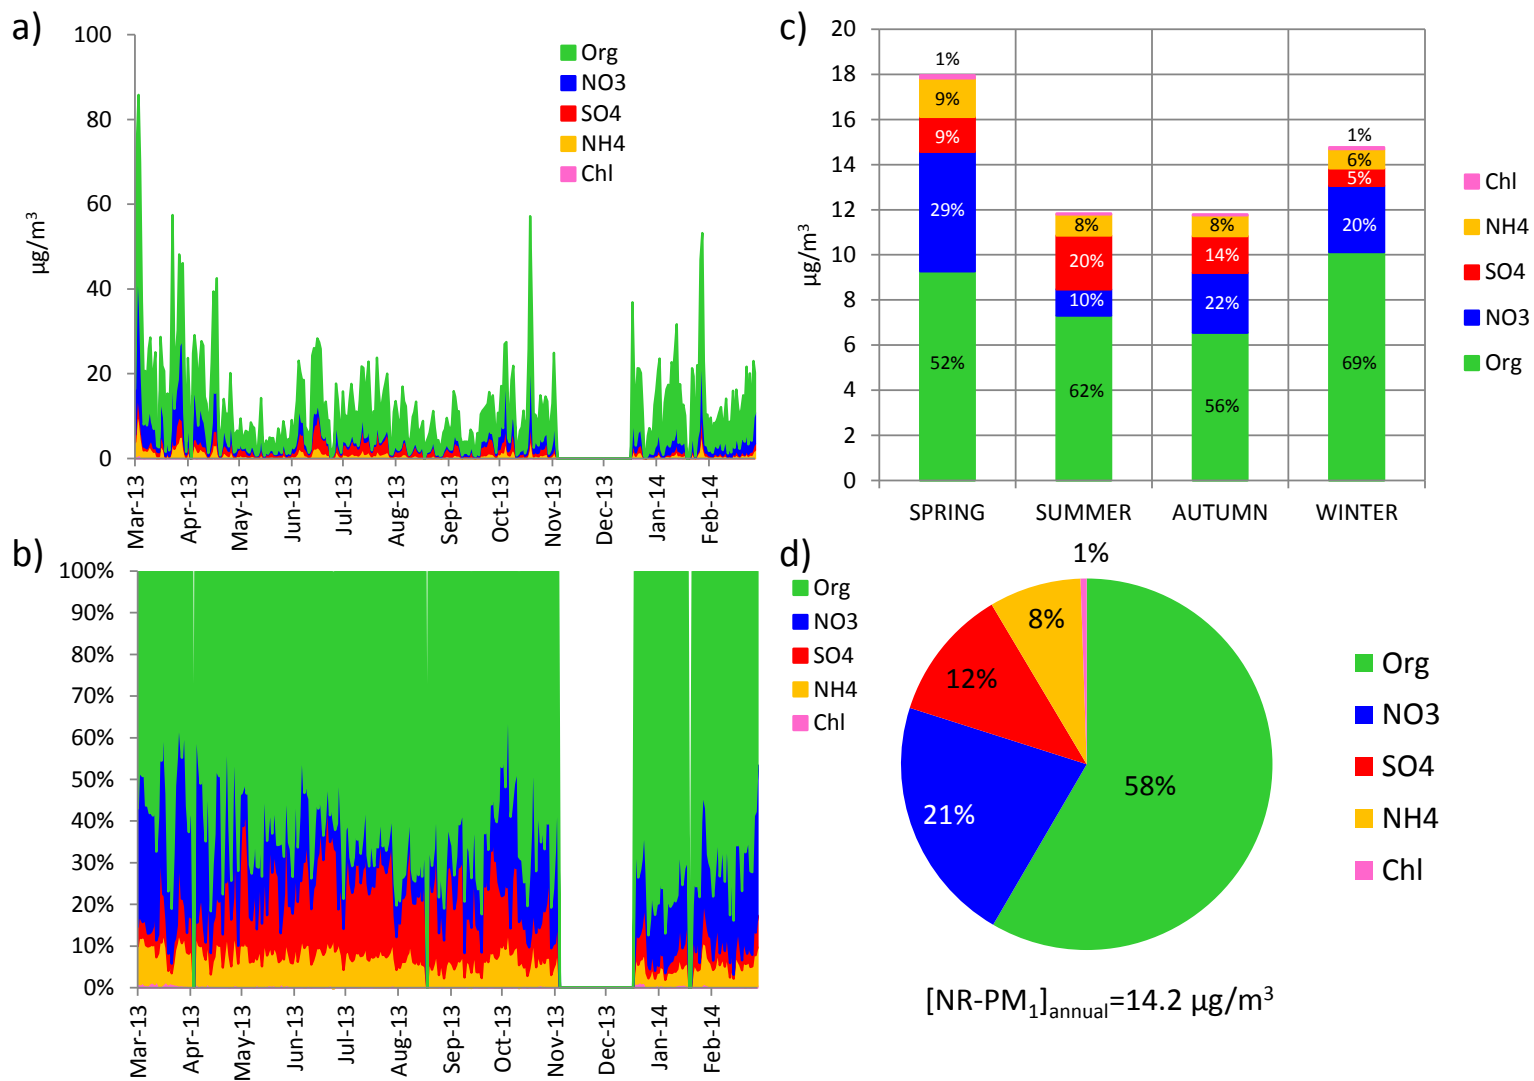 a)
100
80
60
40
20
0
µg/m³
Org
NO3
SO4
NH4
Chl
Mar-13
Apr-13
May-13
Jun-13
Jul-13
Aug-13
Sep-13
Oct-13
Nov-13
Dec-13
Jan-14
Feb-14
b)
100%
90%
80%
70%
60%
50%
40%
30%
20%
10%
0%
Org
NO3
SO4
NH4
Chl
Mar-13
Apr-13
May-13
Jun-13
Jul-13
Aug-13
Sep-13
Oct-13
Nov-13
Dec-13
Jan-14
Feb-14
c)
20
18
16
14
12
10
8
6
4
2
0
µg/m³
1%
9%
9%
29%
52%
8%
20%
10%
62%
8%
14%
22%
56%
1%
6%
5%
20%
69%
SPRING
SUMMER
AUTUMN
WINTER
Chl
NH4
SO4
NO3
Org
d)
1%
8%
12%
21%
58%
Org
NO3
SO4
NH4
Chl
[NR-PM₁]annual=14.2 µg/m³